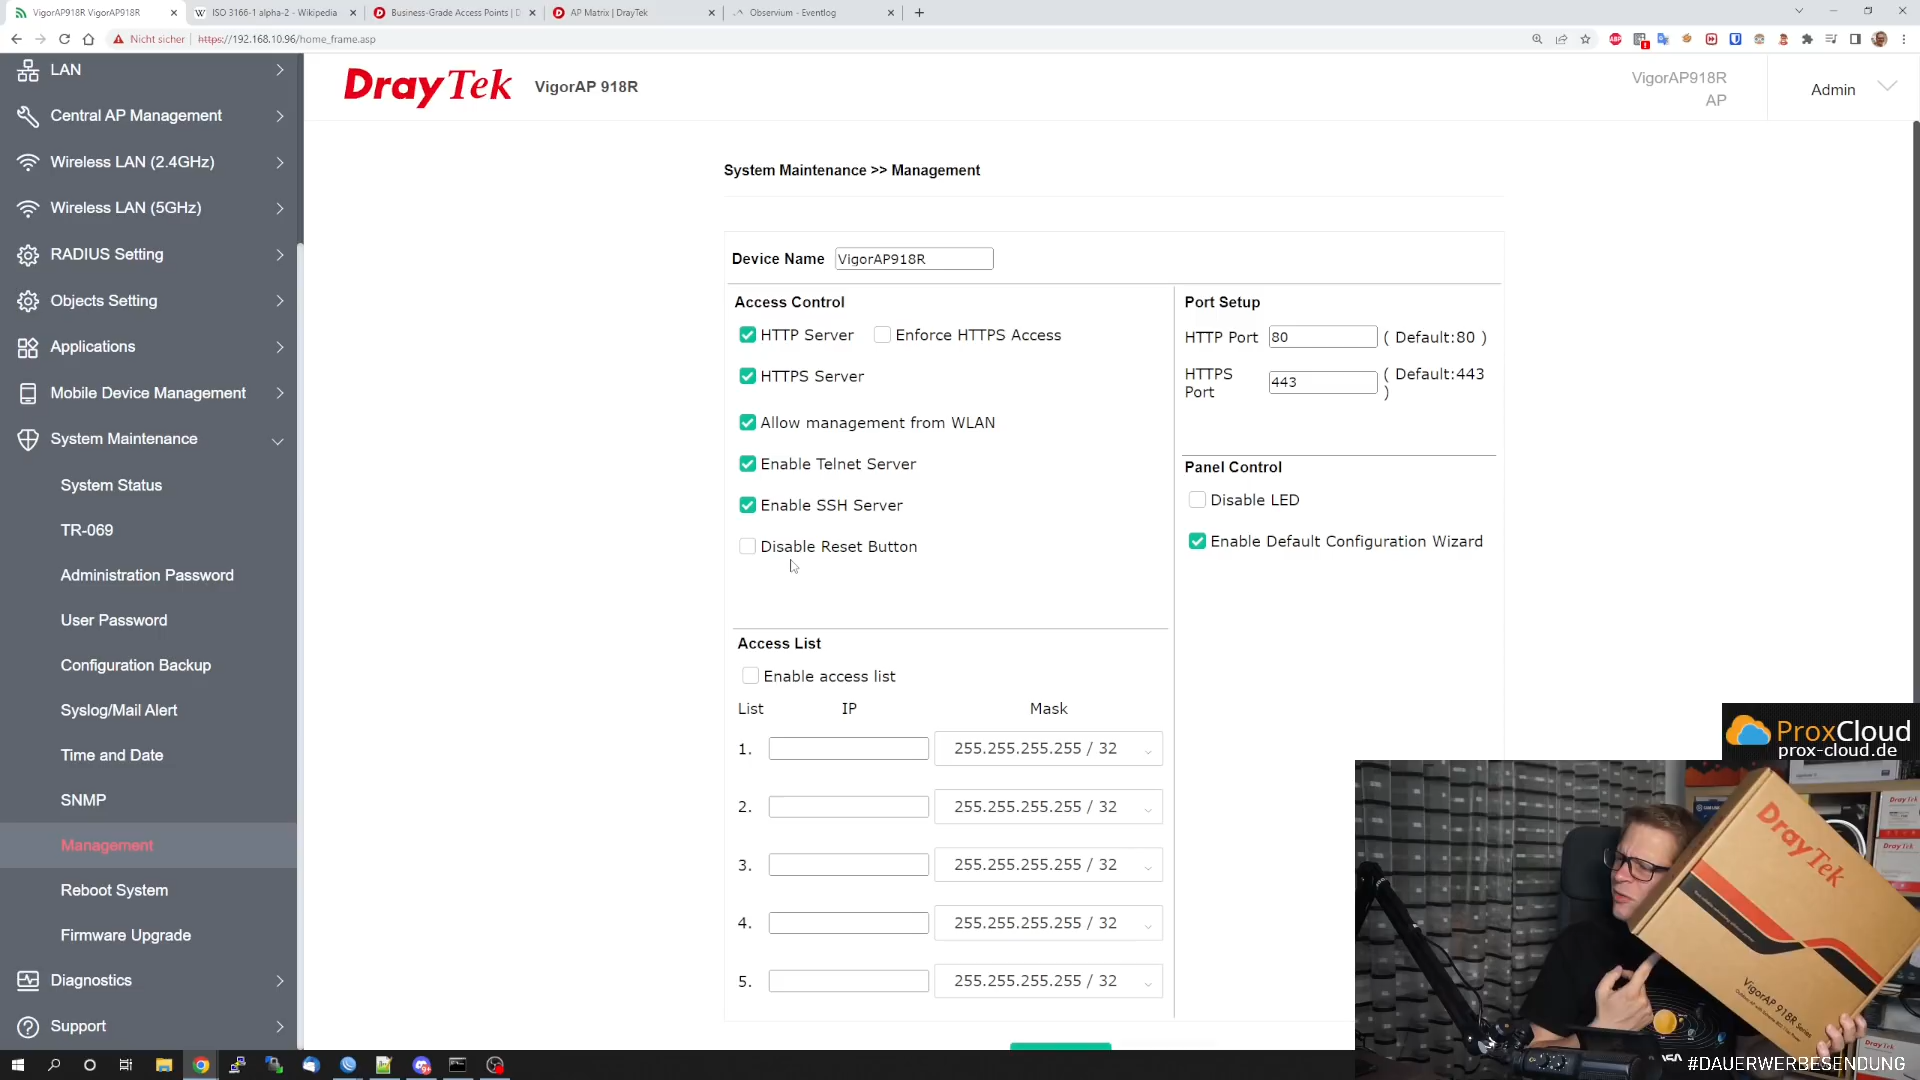 VigorAP918R VigorAP918R
ISO 3166-1 alpha-2 - Wikipedia
Business-Grade Access Points | D
AP Matrix | DrayTek
Observium - Eventlog
Nicht sicher
https://192.168.10.96/home_frame.asp
LAN
Central AP Management
Wireless LAN (2.4GHz)
Wireless LAN (5GHz)
RADIUS Setting
Objects Setting
Applications
Mobile Device Management
System Maintenance
System Status
TR-069
Administration Password
User Password
Configuration Backup
Syslog/Mail Alert
Time and Date
SNMP
Management
Reboot System
Firmware Upgrade
Diagnostics
Support
DrayTek
VigorAP 918R
VigorAP918R
AP
Admin
System Maintenance >> Management
Device Name VigorAP918R
Access Control
HTTP Server Enforce HTTPS Access
HTTPS Server
Allow management from WLAN
Enable Telnet Server
Enable SSH Server
Disable Reset Button
Port Setup
HTTP Port 80 ( Default:80 )
HTTPS Port 443 ( Default:443 )
Panel Control
Disable LED
Enable Default Configuration Wizard
Access List
Enable access list
List IP Mask
1. 255.255.255.255 / 32
2. 255.255.255.255 / 32
3. 255.255.255.255 / 32
4. 255.255.255.255 / 32
5. 255.255.255.255 / 32
ProxCloud
prox-cloud.de
DrayTek
VigorAP 918R Series
DrayTek
DrayTek
#DAUERWERBESENDUNG